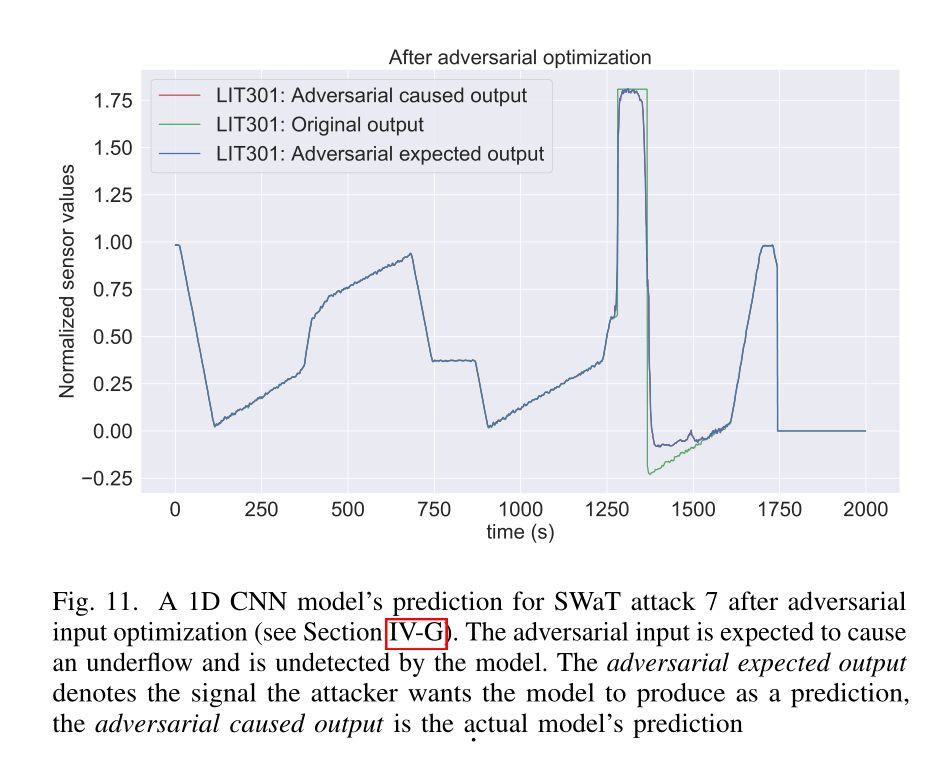 After adversarial optimization
LIT301: Adversarial caused output
LIT301: Original output
LIT301: Adversarial expected output
Normalized sensor values
1.75
1.50
1.25
1.00
0.75
0.50
0.25
0.00
−0.25
0 250 500 750 1000 1250 1500 1750 2000
time (s)
Fig. 11. A 1D CNN model's prediction for SWaT attack 7 after adversarial
input optimization (see Section IV-G). The adversarial input is expected to cause
an underflow and is undetected by the model. The adversarial expected output
denotes the signal the attacker wants the model to produce as a prediction,
the adversarial caused output is the actual model's prediction